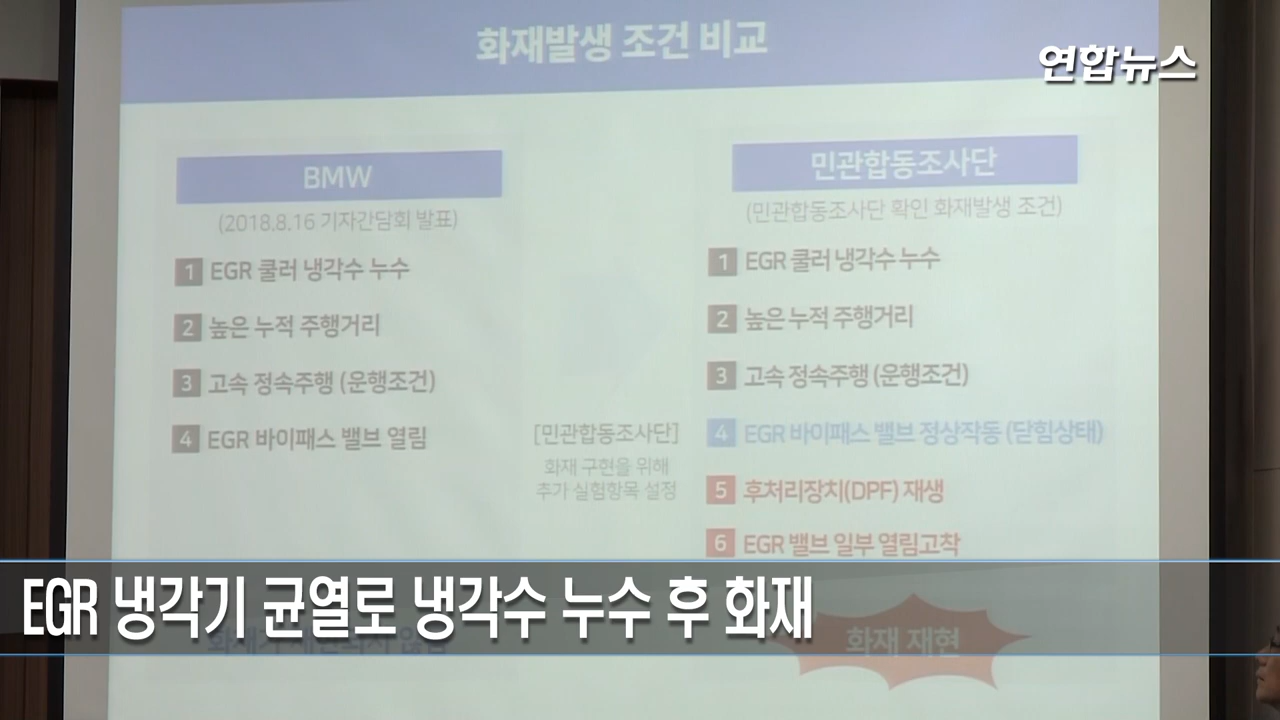 화재발생 조건 비교
연합뉴스
BMW
(2018.8.16 기자간담회 발표)
1 EGR 쿨러 냉각수 누수
2 높은 누적 주행거리
3 고속 정속주행 (운행조건)
4 EGR 바이패스 밸브 열림
[민관합동조사단]
화재 구현을 위해
추가 실험항목 설정
민관합동조사단
(민관합동조사단 확인 화재발생 조건)
1 EGR 쿨러 냉각수 누수
2 높은 누적 주행거리
3 고속 정속주행 (운행조건)
4 EGR 바이패스 밸브 정상작동 (닫힘상태)
5 후처리장치(DPF) 재생
6 EGR 밸브 일부 열림고착
화재 재현
EGR 냉각기 균열로 냉각수 누수 후 화재